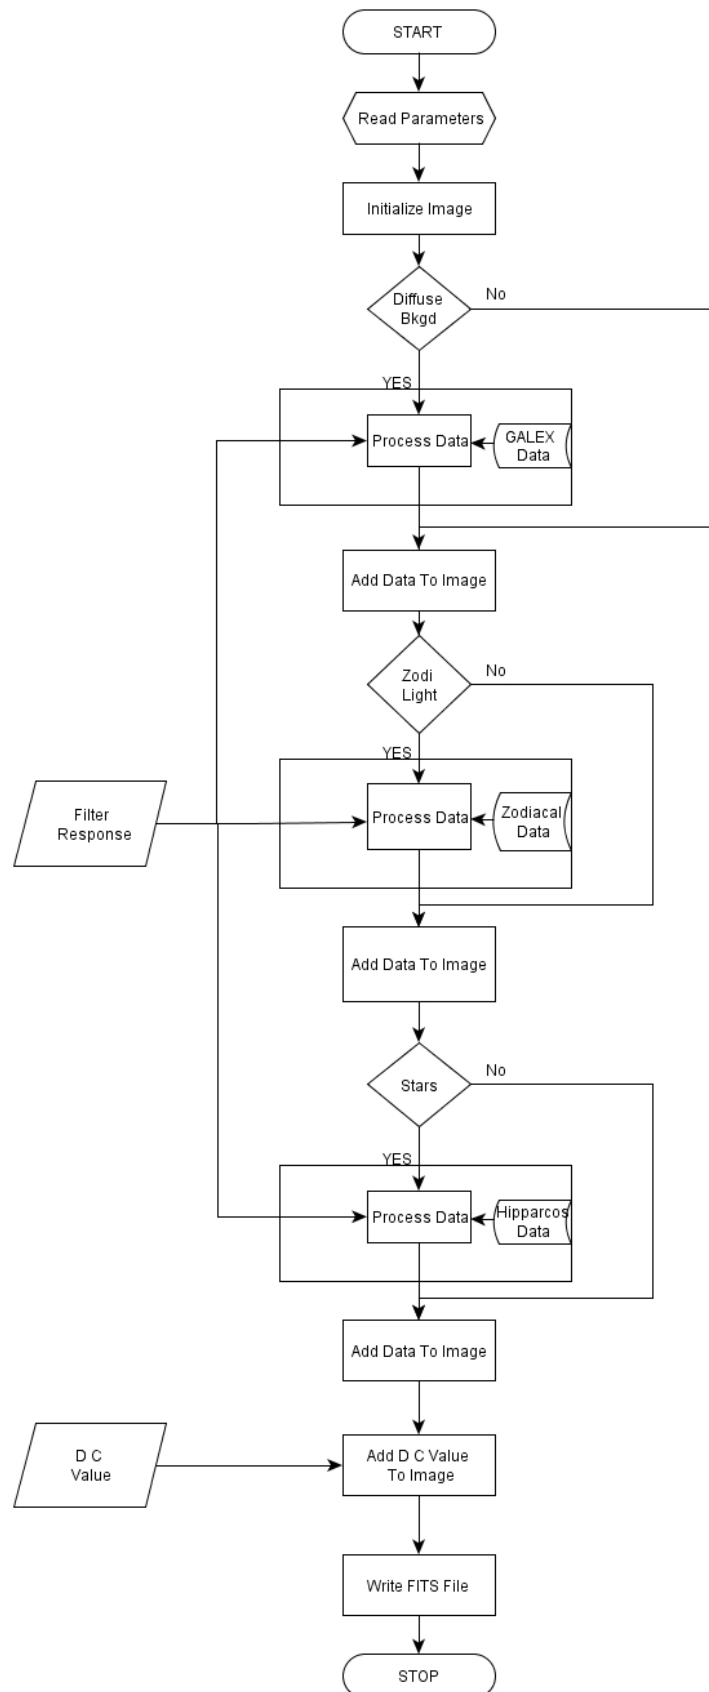 START
Read Parameters
Initialize Image
Diffuse
Bkgd
No
YES
Process Data
GALEX
Data
Add Data To Image
Zodi
Light
No
YES
Filter
Response
Process Data
Zodiacal
Data
Add Data To Image
Stars
No
YES
Process Data
Hipparcos
Data
Add Data To Image
D C
Value
Add D C Value
To Image
Write FITS File
STOP